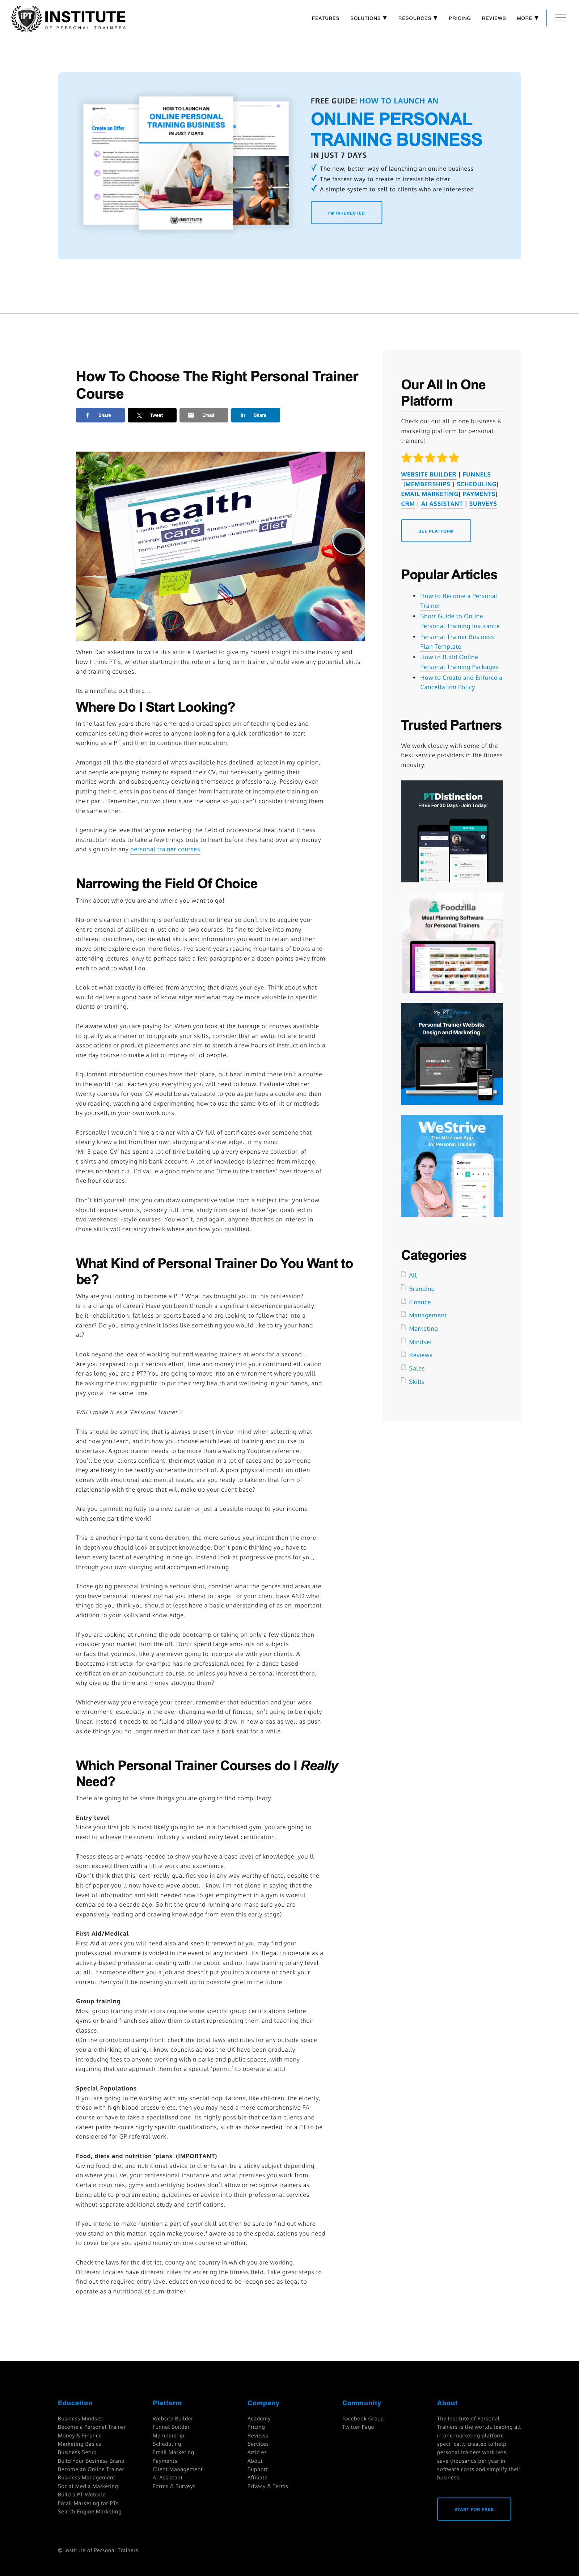 IPT INSTITUTE
OF PERSONAL TRAINERS
FEATURES SOLUTIONS ▼ RESOURCES ▼ PRICING REVIEWS MORE ▼
FREE GUIDE: HOW TO LAUNCH AN
ONLINE PERSONAL
TRAINING BUSINESS
IN JUST 7 DAYS
The new, better way of launching an online business
The fastest way to create in irresistible offer
A simple system to sell to clients who are interested
I'M INTERESTED
Create an Offer
HOW TO LAUNCH AN
ONLINE PERSONAL
TRAINING BUSINESS
IN JUST 7 DAYS
INSTITUTE
How To Choose The Right Personal Trainer
Course
Share Tweet Email Share
health
care
fitness
wellness
diet
IDEAS?
When Dan asked me to write this article I wanted to give my honest insight into the industry and
how I think PT's, whether starting out or those who've been in for a long term can work on and develop potential skills
and training courses.
Its a minefield out there....
Where Do I Start Looking?
In the last few years there has emerged a broad spectrum of teaching bodies and
companies selling their wares to anyone looking for a quick certification to start
working as a PT and then to continue their education.
Amongst all this the standard of whats available has declined, at least in my opinion,
and people are paying money to expand their CV, not necessarily getting their
monies worth, and subsequently devaluing themselves professionally. Possibly even
putting their clients in positions of danger from inaccurate or incomplete training on
their part. Remember, no two clients are the same so you can't consider training them
the same either.
I genuinely believe that anyone entering the field of professional health and fitness
instruction needs to take a few things truly to heart before they hand over any money
and sign up to any personal trainer courses.
Narrowing the Field Of Choice
Think about who you are and where you want to go!
No-one's career in anything is perfectly direct or linear so don't try to acquire your
entire arsenal of abilities in just one or two courses. Its fine to delve into many
different disciplines, decide what skills and information you want to retain and then
move onto explore even more fields. I've spent years reading mountains of books and
attending lectures, only to perhaps take a few paragraphs or a dozen points away from
each to add to what I do.
Look at what exactly is offered from anything that draws your eye. Think about what
would deliver a good base of knowledge and what may be more valuable to specific
clients or training.
Be aware what you are paying for. When you look at the barrage of courses available
to qualify as a trainer or to upgrade your skills, consider that an awful lot are brand
associations or product placements and aim to stretch a few hours of instruction into a
one day course to make a lot of money off of people.
Equipment introduction courses have their place, but bear in mind there isn't a course
in the world that teaches you everything you will need to know. Evaluate whether
twenty courses for your CV would be as valuable to you as perhaps a couple and then
you reading, watching and experimenting how to use the same bits of kit or methods
by yourself, in your own work outs.
Personally I wouldn't hire a trainer with a CV full of certificates over someone that
clearly knew a lot from their own studying and knowledge. In my mind
'Mr 3-page-CV' has spent a lot of time building up a very expensive collection of
t-shirts and emptying his bank account. A lot of knowledge is learned from mileage,
theres no short cut. I'd value a good mentor and 'time in the trenches' over dozens of
five hour courses.
Don't kid yourself that you can draw comparative value from a subject that you know
should require serious, possibly full time, study from one of those 'get qualified in
two weekends!'-style courses. You won't, and again, anyone that has an interest in
those skills will certainly check where and how you qualified.
What Kind of Personal Trainer Do You Want to
be?
Why are you looking to become a PT? What has brought you to this profession?
Is it a change of career? Have you been through a significant experience personally,
be it rehabilitation, fat loss or sports based and are looking to take that forward into a
career? Do you simply think it looks like something you would like to try your hand
at?
Look beyond the idea of working out and wearing trainers at work for a second...
Are you prepared to put serious effort, time and money into your continued education
for as long as you are a PT? You are going to move into an environment where you will
be asking the trusting public to put their very health and wellbeing in your hands, and
pay you at the same time.
Will I make it as a 'Personal Trainer'?
This should be something that is always present in your mind when selecting what
and how you learn, and in how you choose which level of training and course to
undertake. A good trainer needs to be more than a walking Youtube reference.
You'll be your clients confidant, their motivation in a lot of cases and be someone
they are likely to be readily vulnerable in front of. A poor physical condition often
comes with emotional and mental issues, are you ready to take on that form of
relationship with the group that will make up your client base?
Are you committing fully to a new career or just a possible nudge to your income
with some part time work?
This is another important consideration, the more serious your intent then the more
in-depth you should look at subject knowledge. Don't panic thinking you have to
learn every facet of everything in one go. Instead look at progressive paths for you,
through your own studying and accompanied training.
Those giving personal training a serious shot, consider what the genres and areas are
you have personal interest in/that you intend to target for your client base AND what
things do you think you should at least have a basic understanding of as an important
addition to your skills and knowledge.
If you are looking at running the odd bootcamp or taking on only a few clients then
consider your market from the off. Don't spend large amounts on subjects
or fads that you most likely are never going to incorporate with your clients. A
bootcamp instructor for example has no professional need for a dance-based
certification or an acupuncture course, so unless you have a personal interest there,
why give up the time and money studying them?
Whichever way you envisage your career, remember that education and your work
environment, especially in the ever-changing world of fitness, isn't going to be rigidly
linear. Instead it needs to be fluid and allow you to draw in new areas as well as push
aside things you no longer need or that can take a back seat for a while.
Which Personal Trainer Courses do I Really
Need?
There are going to be some things you are going to find compulsory.
Entry level
Since your first job is most likely going to be in a franchised gym, you are going to
need to achieve the current industry standard entry level certification.
Theses steps are whats needed to show you have a base level of knowledge, you'll
soon exceed them with a little work and experience.
(Don't think that this 'cert' really qualifies you in any way worthy of note, despite the
bit of paper you'll now have to wave about. I know I'm not alone in saying that the
level of information and skill needed now to get employment in a gym is woeful
compared to a decade ago. So hit the ground running and make sure you are
expansively reading and drawing knowledge from even this early stage)
First Aid/Medical
First Aid at work you will need also and keep it renewed or you may find your
professional insurance is voided in the event of any incident. Its illegal to operate as a
activity-based professional dealing with the public and not have training to any level
at all. If someone offers you a job and doesn't put you into a course or check your
current then you'll be opening yourself up to possible grief in the future.
Group training
Most group training instructors require some specific group certifications before
gyms or brand franchises allow them to start representing them and teaching their
classes.
(On the group/bootcamp front. check the local laws and rules for any outside space
you are thinking of using. I know councils across the UK have been gradually
introducing fees to anyone working within parks and public spaces, with many
requiring that you approach them for a special 'permit' to operate at all.)
Special Populations
If you are going to be working with any special populations, like children, the elderly,
those with high blood pressure etc, then you may need a more comprehensive FA
course or have to take a specialised one. Its highly possible that certain clients and
career paths require highly specific qualifications, such as those needed for a PT to be
considered for GP referral work.
Food, diets and nutrition 'plans' (IMPORTANT)
Giving food, diet and nutritional advice to clients can be a sticky subject depending
on where you live, your professional insurance and what premises you work from.
Certain countries, gyms and certifying bodies don't allow or recognise trainers as
being able to program eating guidelines or advice into their professional services
without separate additional study and certifications.
If you intend to make nutrition a part of your skill set then be sure to find out where
you stand on this matter, again make yourself aware as to the specialisations you need
to cover before you spend money on one course or another.
Check the laws for the district, county and country in which you are working.
Different locales have different rules for entering the fitness field. Take great steps to
find out the required entry level education you need to be recognised as legal to
operate as a nutritionalist-cum-trainer.
Our All In One
Platform
Check out out all in one business &
marketing platform for personal
trainers!
WEBSITE BUILDER | FUNNELS
|MEMBERSHIPS | SCHEDULING|
EMAIL MARKETING| PAYMENTS|
CRM | AI ASSISTANT | SURVEYS
SEE PLATFORM
Popular Articles
How to Become a Personal
Trainer
Short Guide to Online
Personal Training Insurance
Personal Trainer Business
Plan Template
How to Build Online
Personal Training Packages
How to Create and Enforce a
Cancellation Policy
Trusted Partners
We work closely with some of the
best service providers in the fitness
industry.
PTDistinction
FREE For 30 Days - Join Today!
Foodzilla
Meal Planning Software
for Personal Trainers
My PT Website
Personal Trainer Website
Design and Marketing
WeStrive
The All in one App
for Personal Trainers
Calendar
Categories
All
Branding
Finance
Management
Marketing
Mindset
Reviews
Sales
Skills
Education
Business Mindset
Become a Personal Trainer
Money & Finance
Marketing Basics
Business Setup
Build Your Business Brand
Become an Online Trainer
Business Management
Social Media Marketing
Build a PT Website
Email Marketing for PTs
Search Engine Marketing
Platform
Website Builder
Funnel Builder
Membership
Scheduling
Email Marketing
Payments
Client Management
AI Assistant
Forms & Surveys
Company
Academy
Pricing
Reviews
Services
Articles
About
Support
Affiliate
Privacy & Terms
Community
Facebook Group
Twitter Page
About
The Institute of Personal
Trainers is the worlds leading all
in one marketing platform
specifically created to help
personal trainers work less,
save thousands per year in
software costs and simplify their
business.
START FOR FREE
© Institute of Personal Trainers